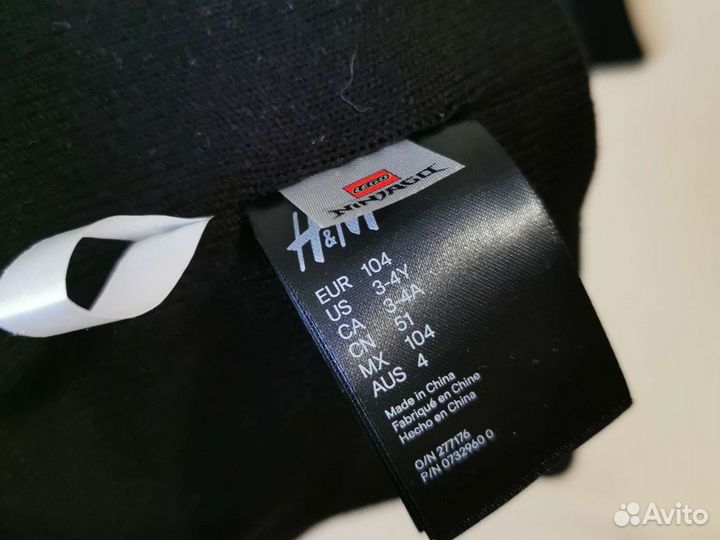 LEGO
NINJAGO
H&M
EUR 104
US 3-4Y
CA 3-4A
CN 51
MX 104
AUS 4
Made in China
Fabriqué en Chine
Hecho en China
O/N 277176
P/N 0732960 0
Avito